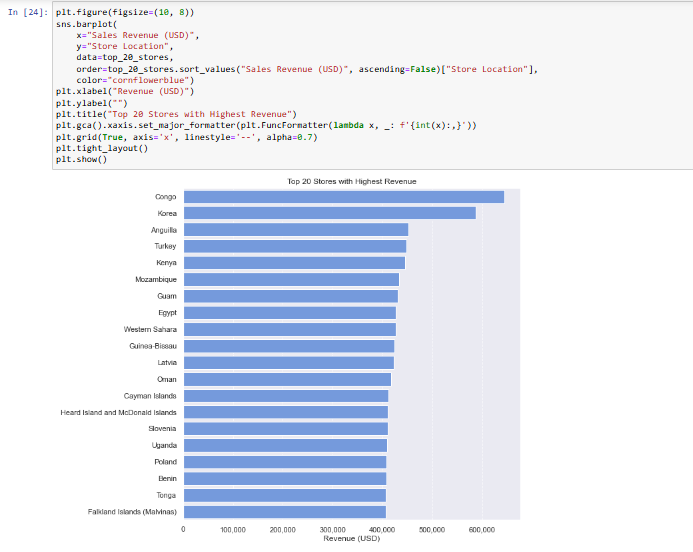 In [24]: plt.figure(figsize=(10, 8))
sns.barplot(
    x="Sales Revenue (USD)",
    y="Store Location",
    data=top_20_stores,
    order=top_20_stores.sort_values("Sales Revenue (USD)", ascending=False)["Store Location"],
    color="cornflowerblue")
plt.xlabel("Revenue (USD)")
plt.ylabel("")
plt.title("Top 20 Stores with Highest Revenue")
plt.gca().xaxis.set_major_formatter(plt.FuncFormatter(lambda x, _: f'{int(x):,}'))
plt.grid(True, axis='x', linestyle='--', alpha=0.7)
plt.tight_layout()
plt.show()
Top 20 Stores with Highest Revenue
Congo
Korea
Anguilla
Turkey
Kenya
Mozambique
Guam
Egypt
Western Sahara
Guinea-Bissau
Latvia
Oman
Cayman Islands
Heard Island and McDonald Islands
Slovenia
Uganda
Poland
Benin
Tonga
Falkland Islands (Malvinas)
0 100,000 200,000 300,000 400,000 500,000 600,000
Revenue (USD)